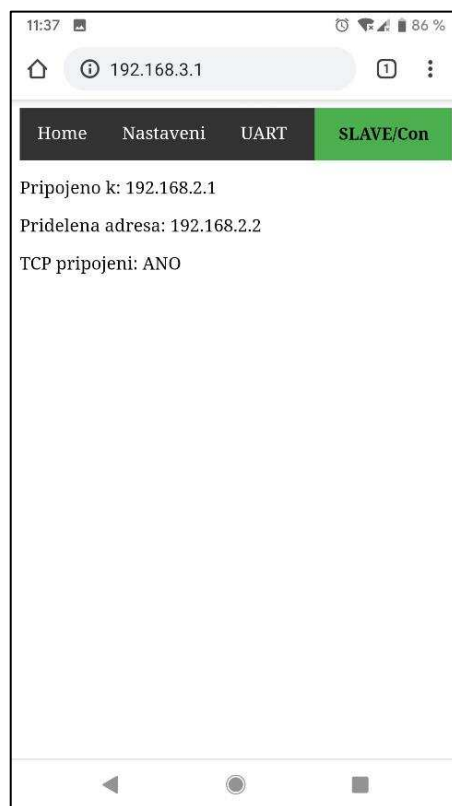 11:37 86 %
192.168.3.1 1
Home Nastaveni UART SLAVE/Con
Pripojeno k: 192.168.2.1
Pridelena adresa: 192.168.2.2
TCP pripojeni: ANO